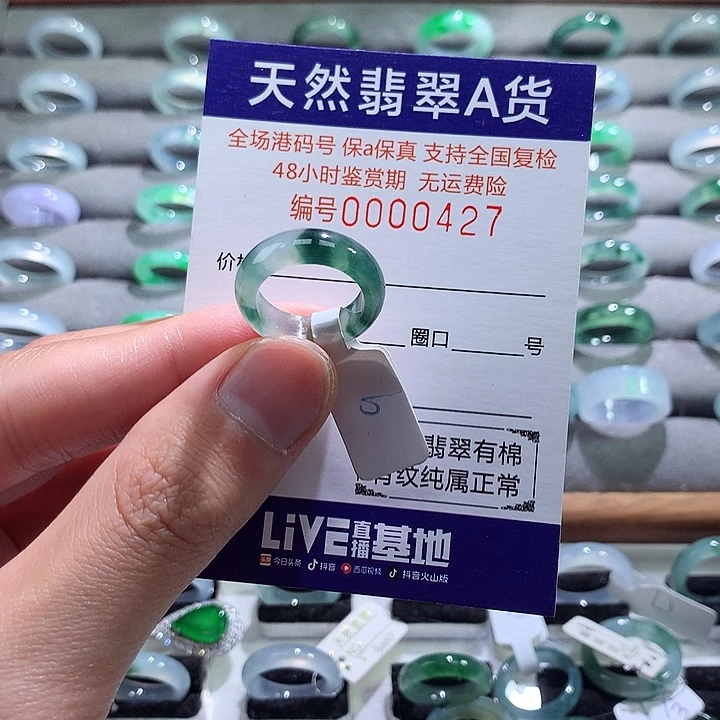 天然翡翠A货
全场港码号 保a保真 支持全国复检
48小时鉴赏期 无运费险
编号0000427
价
圈口 号
翡翠有棉
有纹纯属正常
LiVE直播基地
今日头条 抖音 西瓜视频 抖音火山版